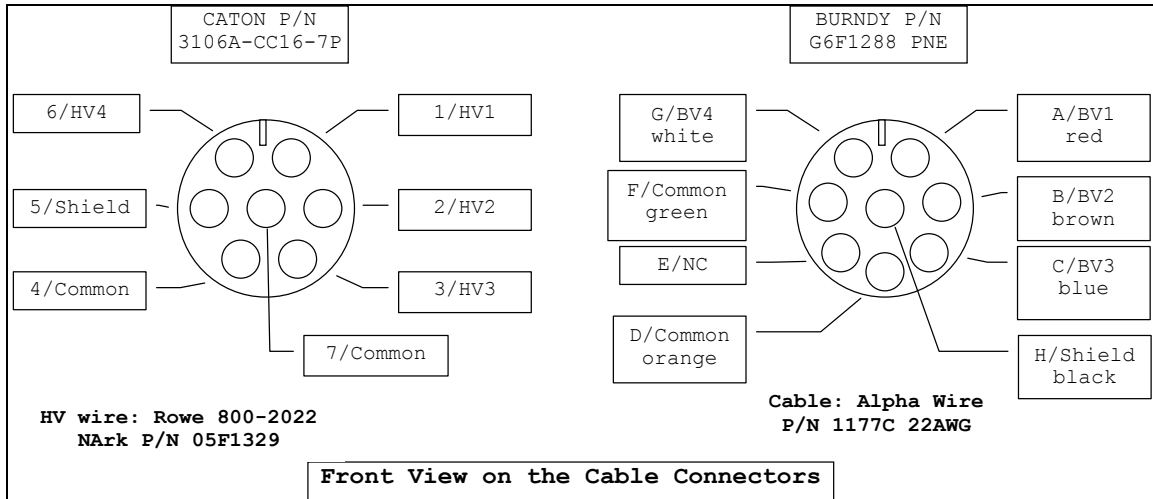 CATON P/N
3106A-CC16-7P
6/HV4
1/HV1
5/Shield
2/HV2
4/Common
3/HV3
7/Common
HV wire: Rowe 800-2022
NArk P/N 05F1329
BURNDY P/N
G6F1288 PNE
G/BV4
white
A/BV1
red
F/Common
green
B/BV2
brown
E/NC
C/BV3
blue
D/Common
orange
H/Shield
black
Cable: Alpha Wire
P/N 1177C 22AWG
Front View on the Cable Connectors